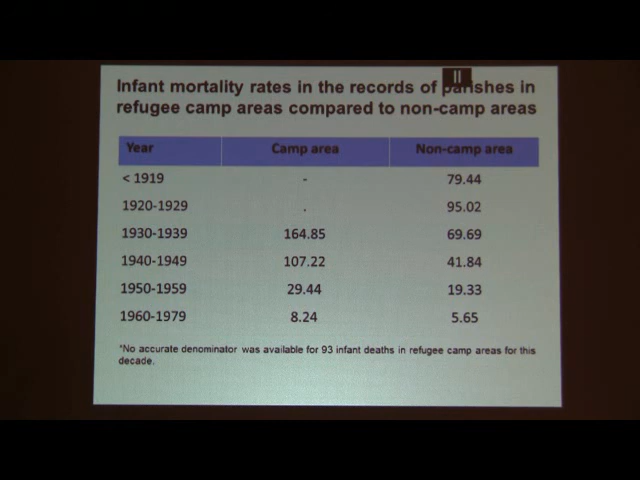 Infant mortality rates in the records of parishes in
refugee camp areas compared to non-camp areas
Year Camp area Non-camp area
< 1919 - 79.44
1920-1929 . 95.02
1930-1939 164.85 69.69
1940-1949 107.22 41.84
1950-1959 29.44 19.33
1960-1979 8.24 5.65
*No accurate denominator was available for 93 infant deaths in refugee camp areas for this
decade.